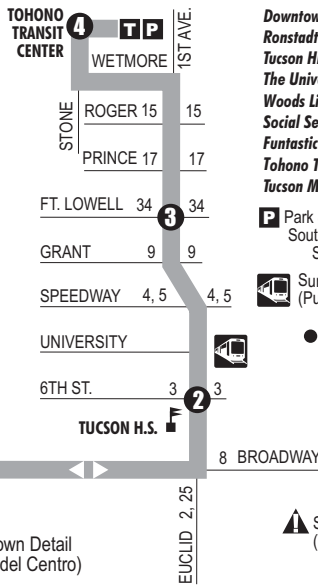 TOHONO
TRANSIT
CENTER
4
T P
1ST AVE.
WETMORE
STONE
ROGER 15 15
PRINCE 17 17
FT. LOWELL 34 3 34
GRANT 9 9
SPEEDWAY 4, 5 4, 5
UNIVERSITY
6TH ST. 3 2 3
TUCSON H.S.
8 BROADWAY
EUCLID 2, 25
own Detail
del Centro)
Downtow
Ronstadt
Tucson H
The Unive
Woods Li
Social Se
Funtastic
Tohono T
Tucson M
P Park
Sout
S
Sun
(Pu
S
(